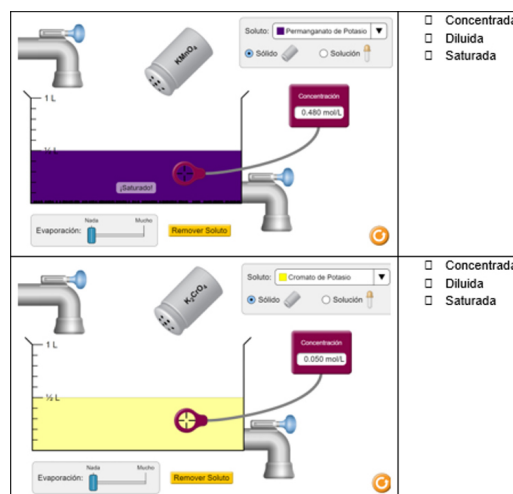 Soluto: Permanganato de Potasio
Sólido Solución
KMnO4
1 L
Concentración
0.480 mol/L
½ L
¡Saturado!
Evaporación: Nada Mucho
Remover Soluto
Concentrada
Diluida
Saturada
Soluto: Cromato de Potasio
Sólido Solución
K2CrO4
1 L
Concentración
0.050 mol/L
½ L
Evaporación: Nada Mucho
Remover Soluto
Concentrada
Diluida
Saturada